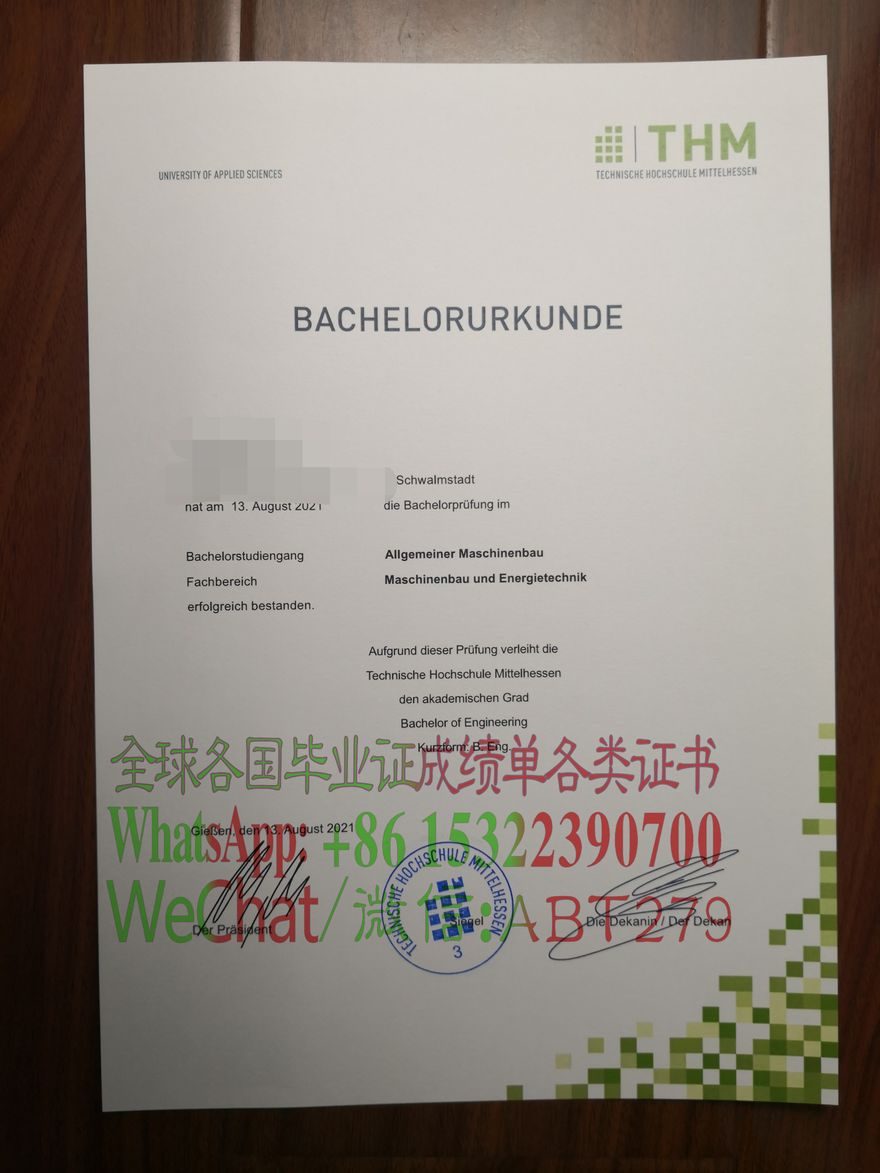 UNIVERSITY OF APPLIED SCIENCES
THM
TECHNISCHE HOCHSCHULE MITTELHESSEN
BACHELORURKUNDE
Schwalmstadt
hat am 13. August 2021 die Bachelorprüfung im
Bachelorstudiengang Allgemeiner Maschinenbau
Fachbereich Maschinenbau und Energietechnik
erfolgreich bestanden.
Aufgrund dieser Prüfung verleiht die
Technische Hochschule Mittelhessen
den akademischen Grad
Bachelor of Engineering
Kurzform: B. Eng.
全球各国毕业证成绩单各类证书
Gießen, den 13. August 2021
WhatsApp: +86 15322390700
TECHNISCHE HOCHSCHULE MITTELHESSEN
3
WeChat/微信:ABT279
Der Präsident Siegel Die Dekanin / Der Dekan